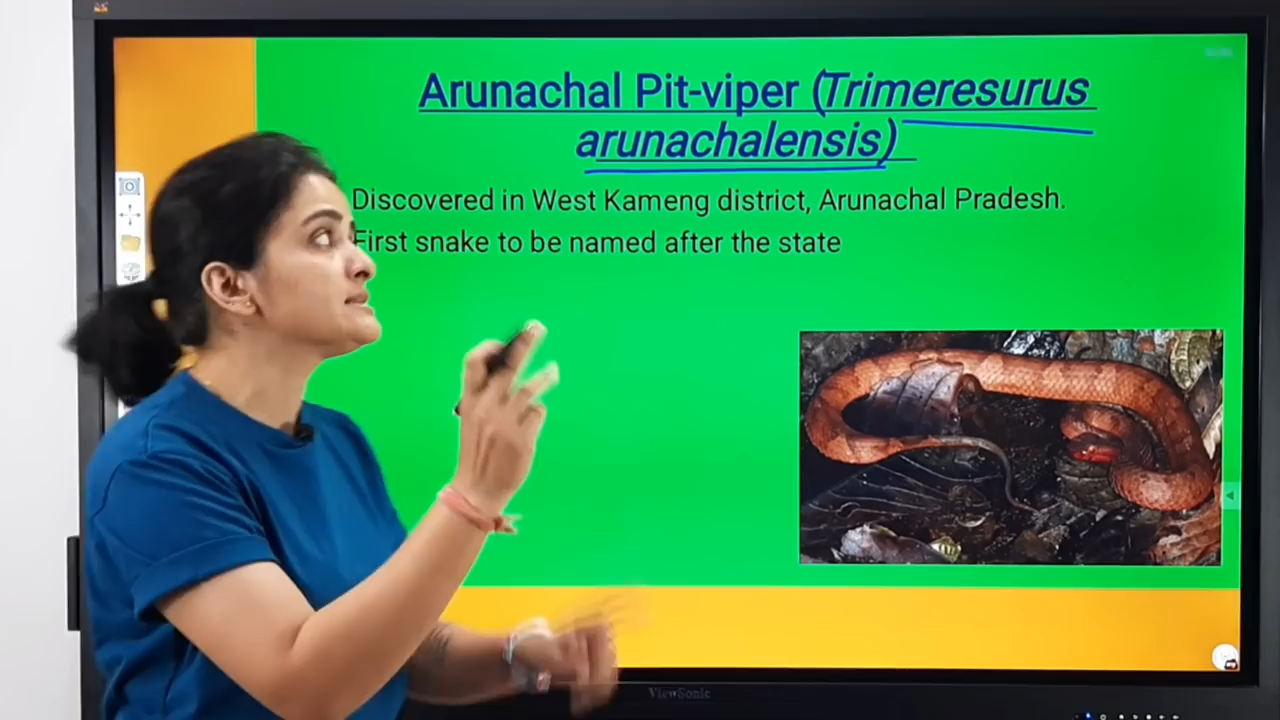 Arunachal Pit-viper (Trimeresurus
arunachalensis)
Discovered in West Kameng district, Arunachal Pradesh.
First snake to be named after the state
ViewSonic